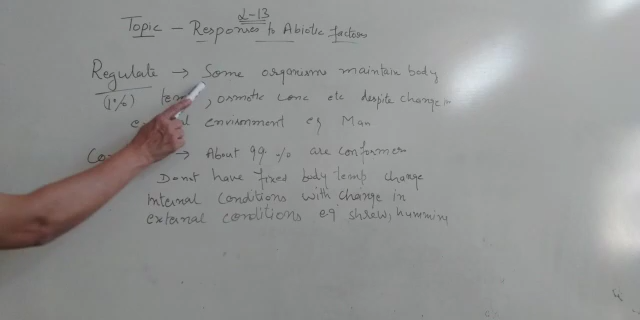 L-13
Topic - Responses to Abiotic factors
Regulate → Some organisms maintain body
(1%) , osmotic conc etc despite change in
environment eg Man
→ About 99 % are conformers
Donot have fixed body temp change
Internal conditions with change in
external conditions eg shrew, humming